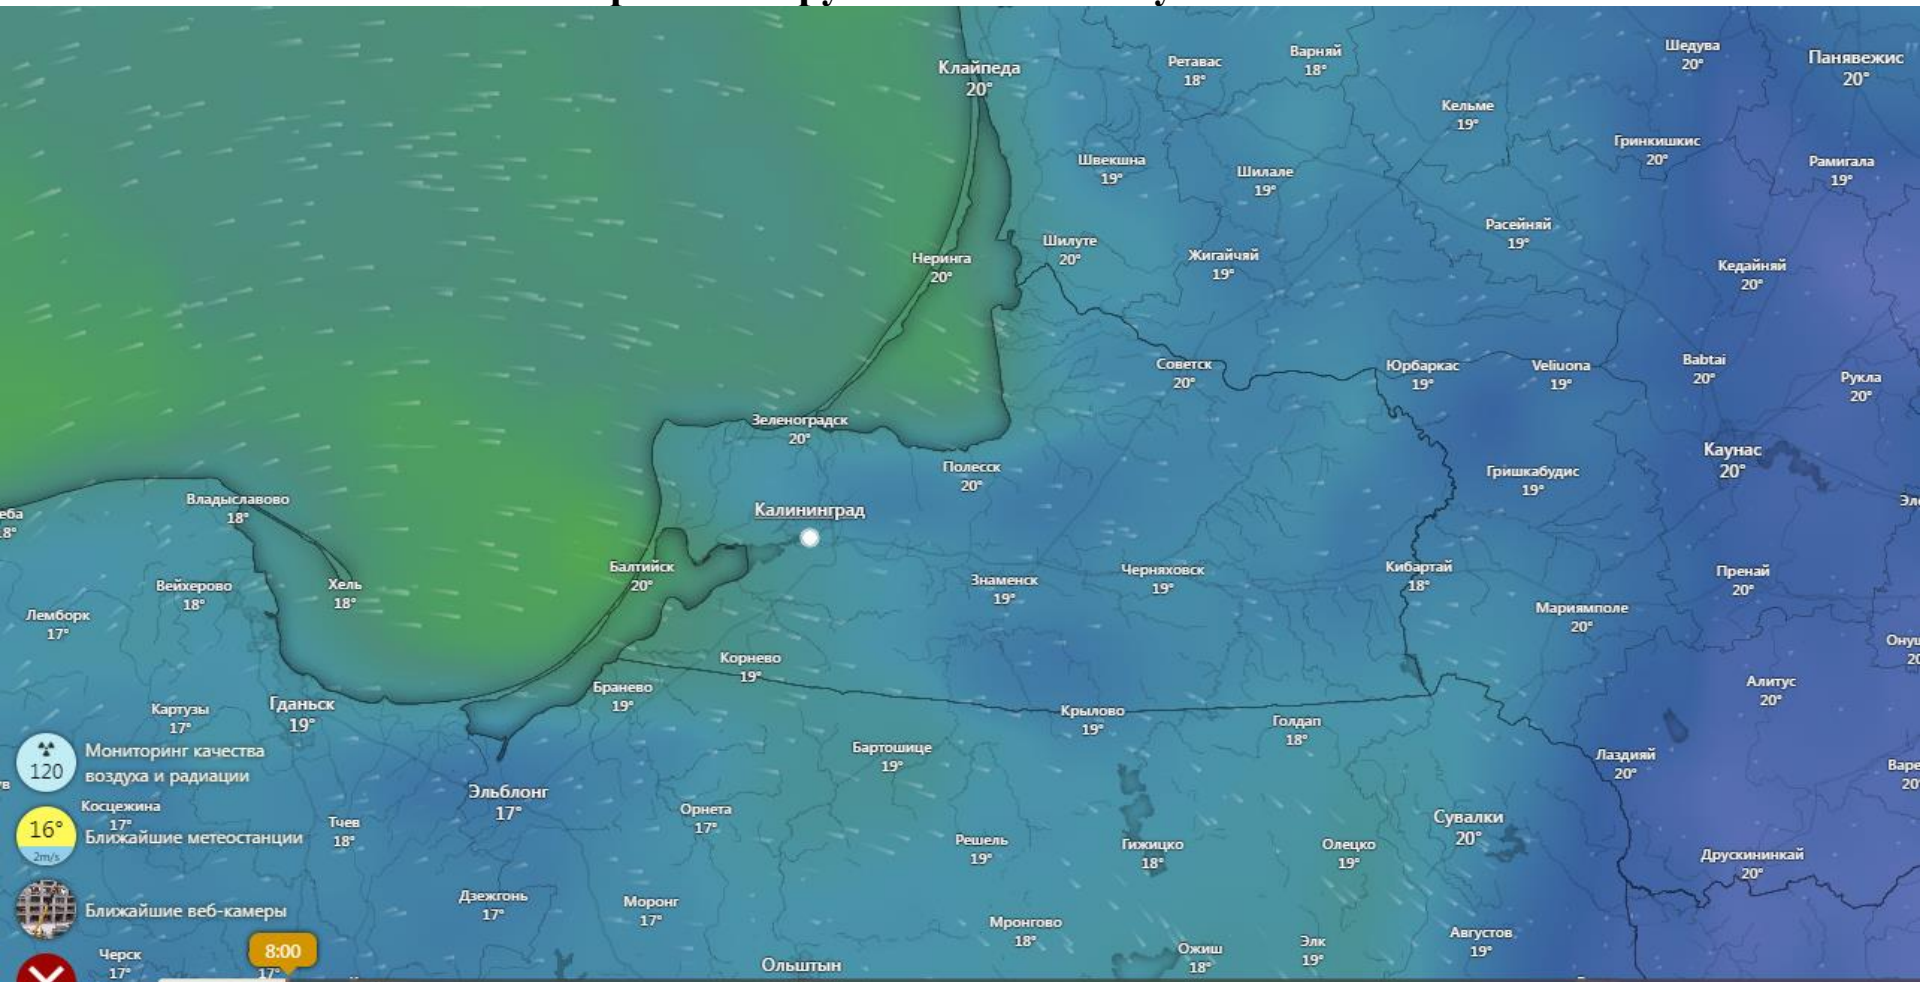 Клайпеда
20°
Ретавас
18°
Варняй
18°
Шедува
20°
Панявежис
20°
Кельме
19°
Гринкишкис
20°
Швекшна
19°
Шилале
19°
Рамигала
19°
Расейняй
19°
Шилуте
20°
Жигайчяй
19°
Неринга
20°
Кедайняй
20°
Советск
20°
Юрбаркас
19°
Veliuona
19°
Babtai
20°
Рукла
20°
Зеленоградск
20°
Полесск
20°
Каунас
20°
Гришкабудис
19°
Владыславово
18°
Калининград
Балтийск
20°
Знаменск
19°
Черняховск
19°
Кибартай
18°
Пренай
20°
Вейхерово
18°
Хель
18°
Лемборк
17°
Мариямполе
20°
Корнево
19°
Бранево
19°
Алитус
20°
Картузы
17°
Гданьск
19°
Крылово
19°
Голдап
18°
Бартошице
19°
Лаздияй
20°
120
Мониторинг качества
воздуха и радиации
Эльблонг
17°
Косцежина
17°
Тчев
18°
Орнета
17°
Сувалки
20°
16°
2m/s
Ближайшие метеостанции
Решель
19°
Гижицко
18°
Олецко
19°
Друскининкай
20°
Ближайшие веб-камеры
Дзежгонь
17°
Моронг
17°
Мронгово
18°
Ожиш
18°
Элк
19°
Августов
19°
Черск
17°
8:00
17°
Ольштын